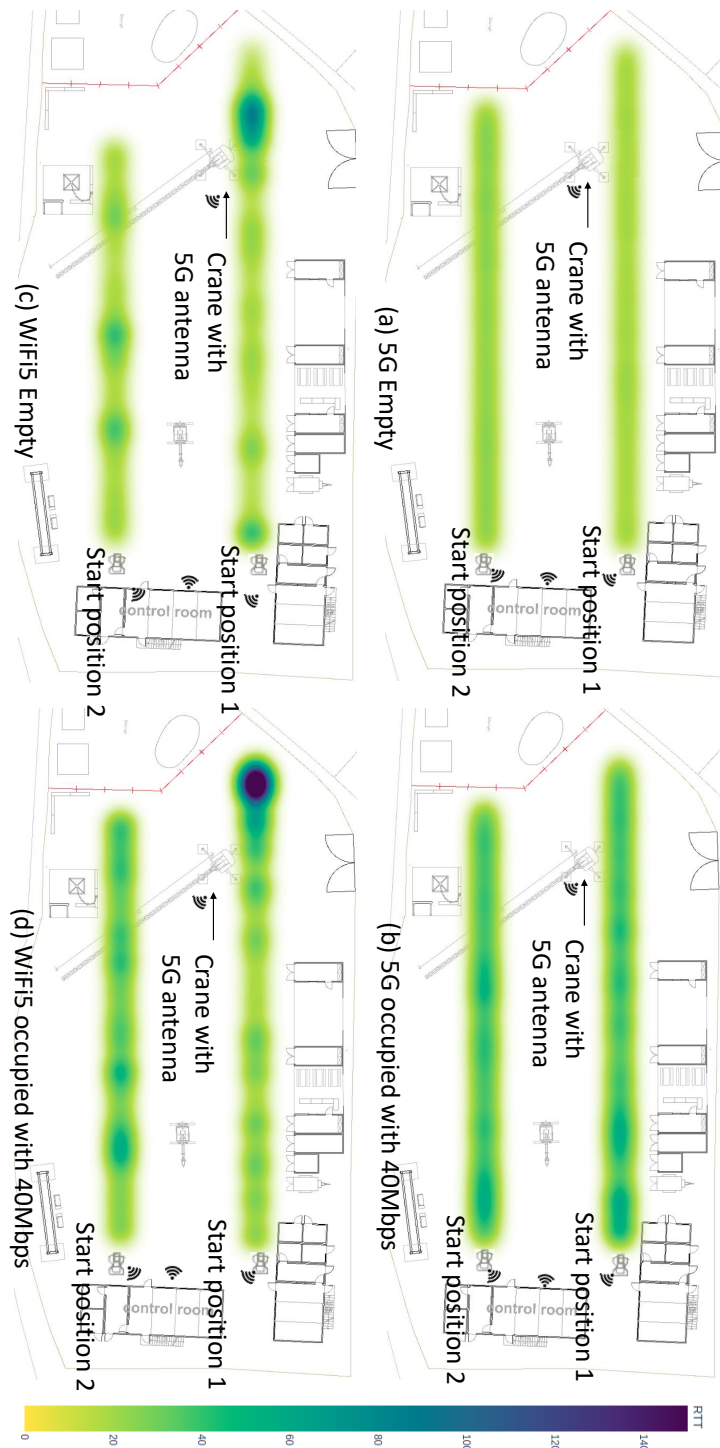 RTT
0
20
40
60
80
Crane with
5G antenna
Start position 1
control room
Start position 2
(a) 5G Empty
Crane with
5G antenna
Start position 1
control room
Start position 2
(b) 5G occupied with 40Mbps
Crane with
5G antenna
Start position 1
control room
Start position 2
(c) WiFi5 Empty
Crane with
5G antenna
Start position 1
control room
Start position 2
(d) WiFi5 occupied with 40Mbps